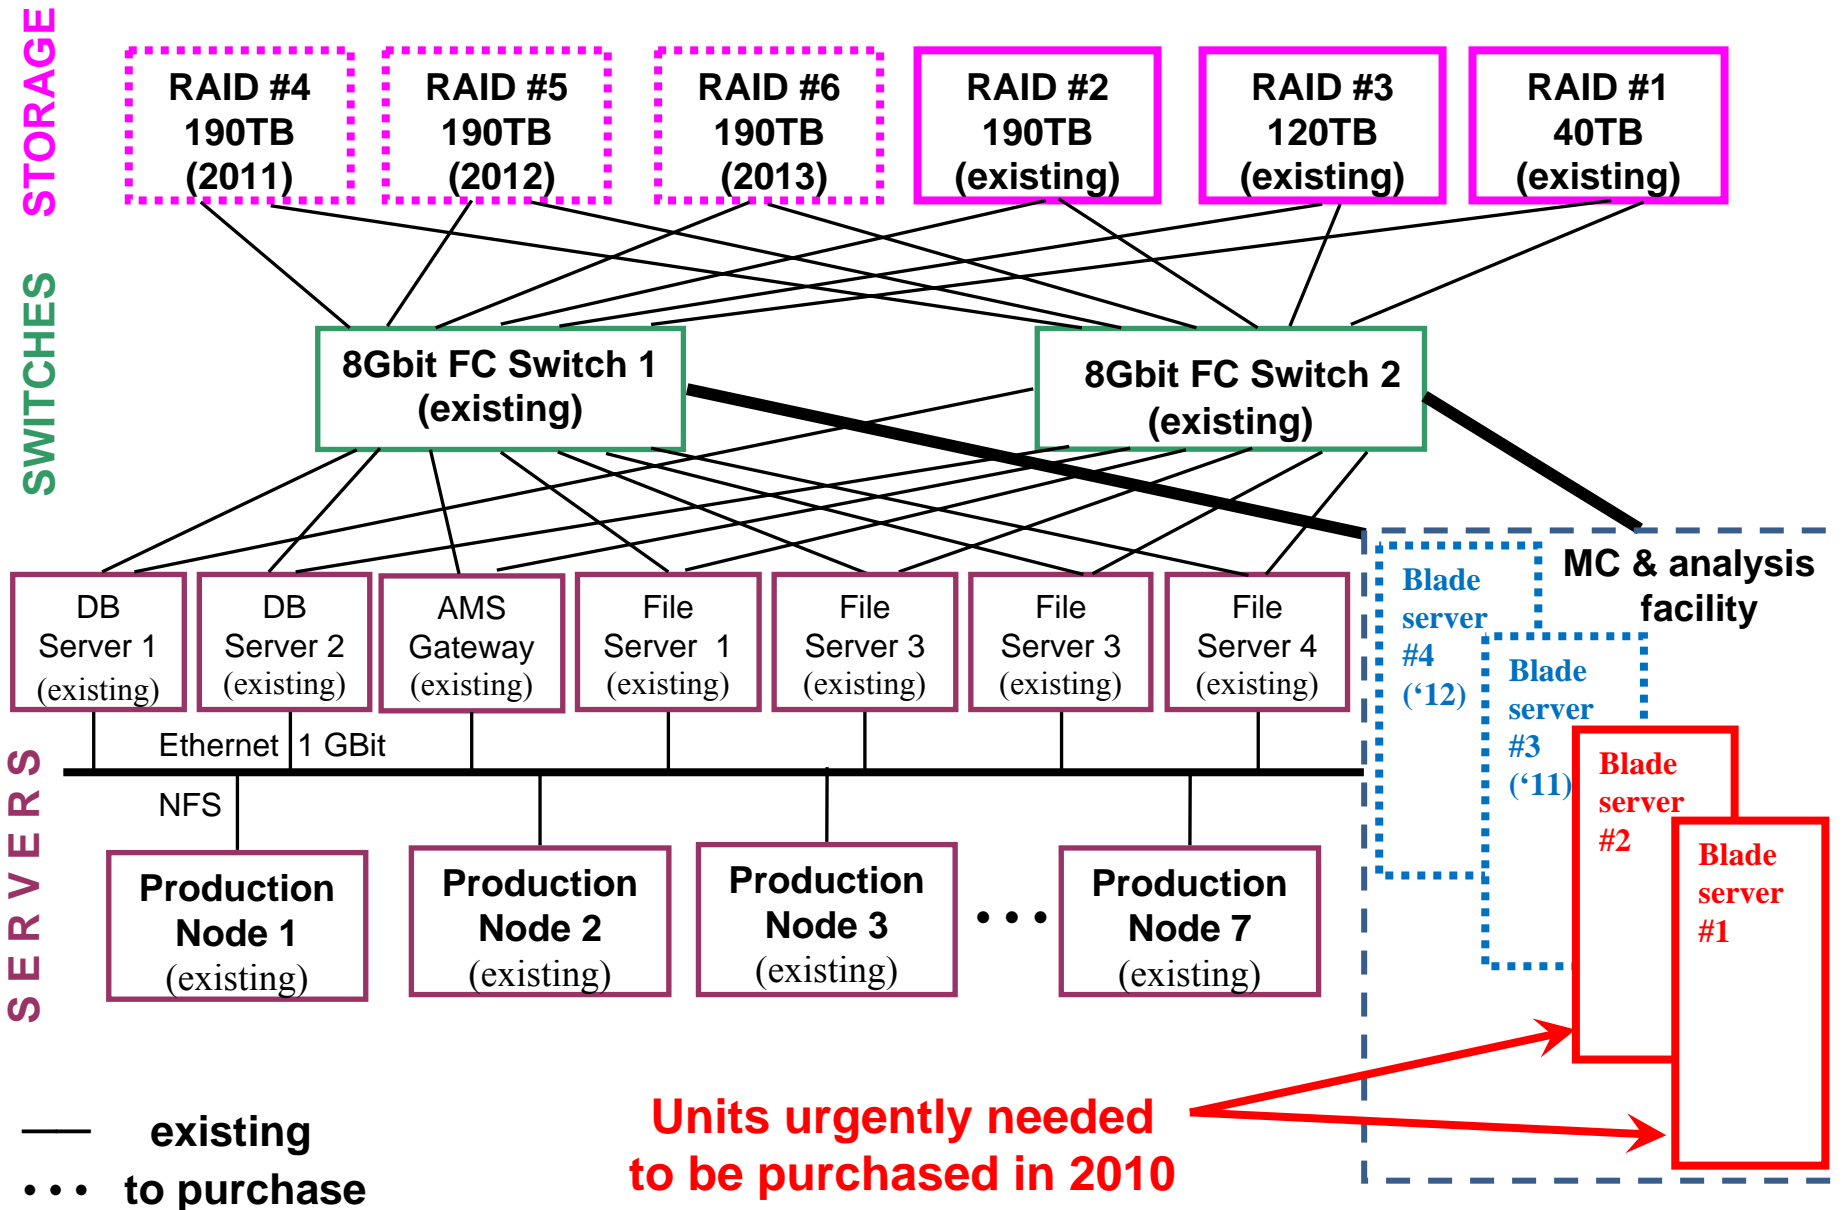 STORAGE
RAID #4
190TB
(2011)
RAID #5
190TB
(2012)
RAID #6
190TB
(2013)
RAID #2
190TB
(existing)
RAID #3
120TB
(existing)
RAID #1
40TB
(existing)
SWITCHES
8Gbit FC Switch 1
(existing)
8Gbit FC Switch 2
(existing)
SERVERS
DB
Server 1
(existing)
DB
Server 2
(existing)
AMS
Gateway
(existing)
File
Server 1
(existing)
File
Server 3
(existing)
File
Server 3
(existing)
File
Server 4
(existing)
Ethernet 1 GBit
NFS
Production
Node 1
(existing)
Production
Node 2
(existing)
Production
Node 3
(existing)
• • •
Production
Node 7
(existing)
MC & analysis
facility
Blade
server
#4
(‘12)
Blade
server
#3
(‘11)
Blade
server
#2
Blade
server
#1
Units urgently needed
to be purchased in 2010
existing
• • • to purchase